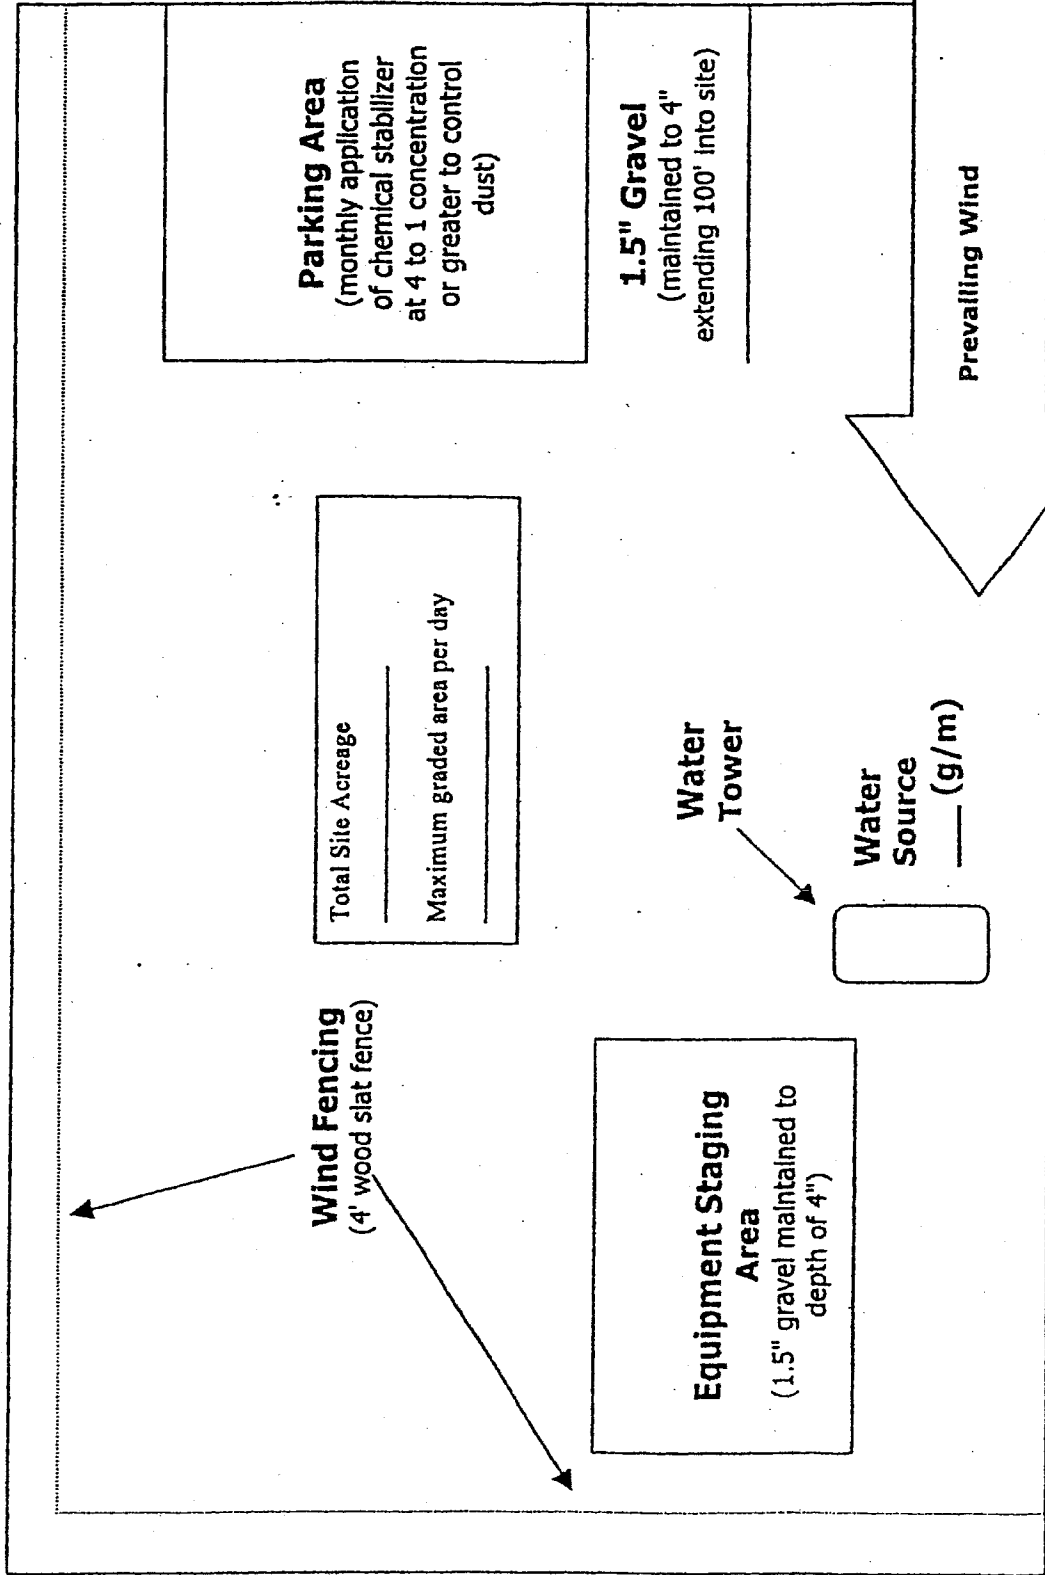 Wind Fencing
(4' wood slat fence)
Total Site Acreage
Maximum graded area per day
Parking Area
(monthly application
of chemical stabilizer
at 4 to 1 concentration
or greater to control
dust)
1.5" Gravel
(maintained to 4"
extending 100' into site)
Equipment Staging
Area
(1.5" gravel maintained to
depth of 4")
Water
Tower
Water
Source
___ (g/m)
Prevailing Wind